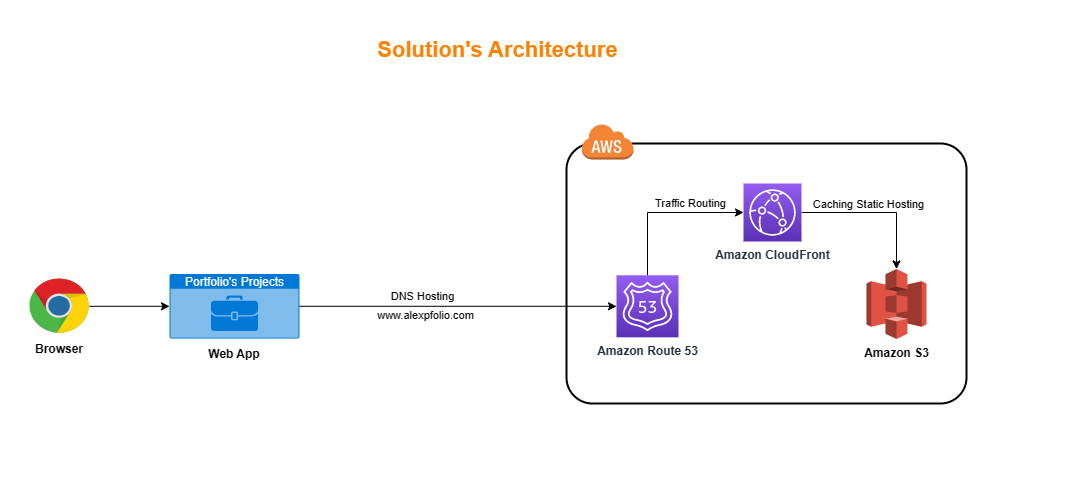 Solution's Architecture
AWS
Traffic Routing
Caching Static Hosting
Amazon CloudFront
Portfolio's Projects
DNS Hosting
www.alexpfolio.com
53
Browser
Web App
Amazon Route 53
Amazon S3